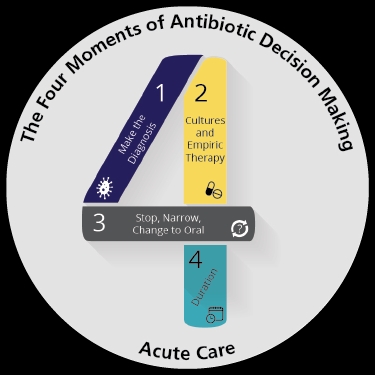 The Four Moments of Antibiotic Decision Making
1
Make the
Diagnosis
2
Cultures
and
Empiric
Therapy
3
Stop, Narrow,
Change to Oral
?
4
Duration
Acute Care